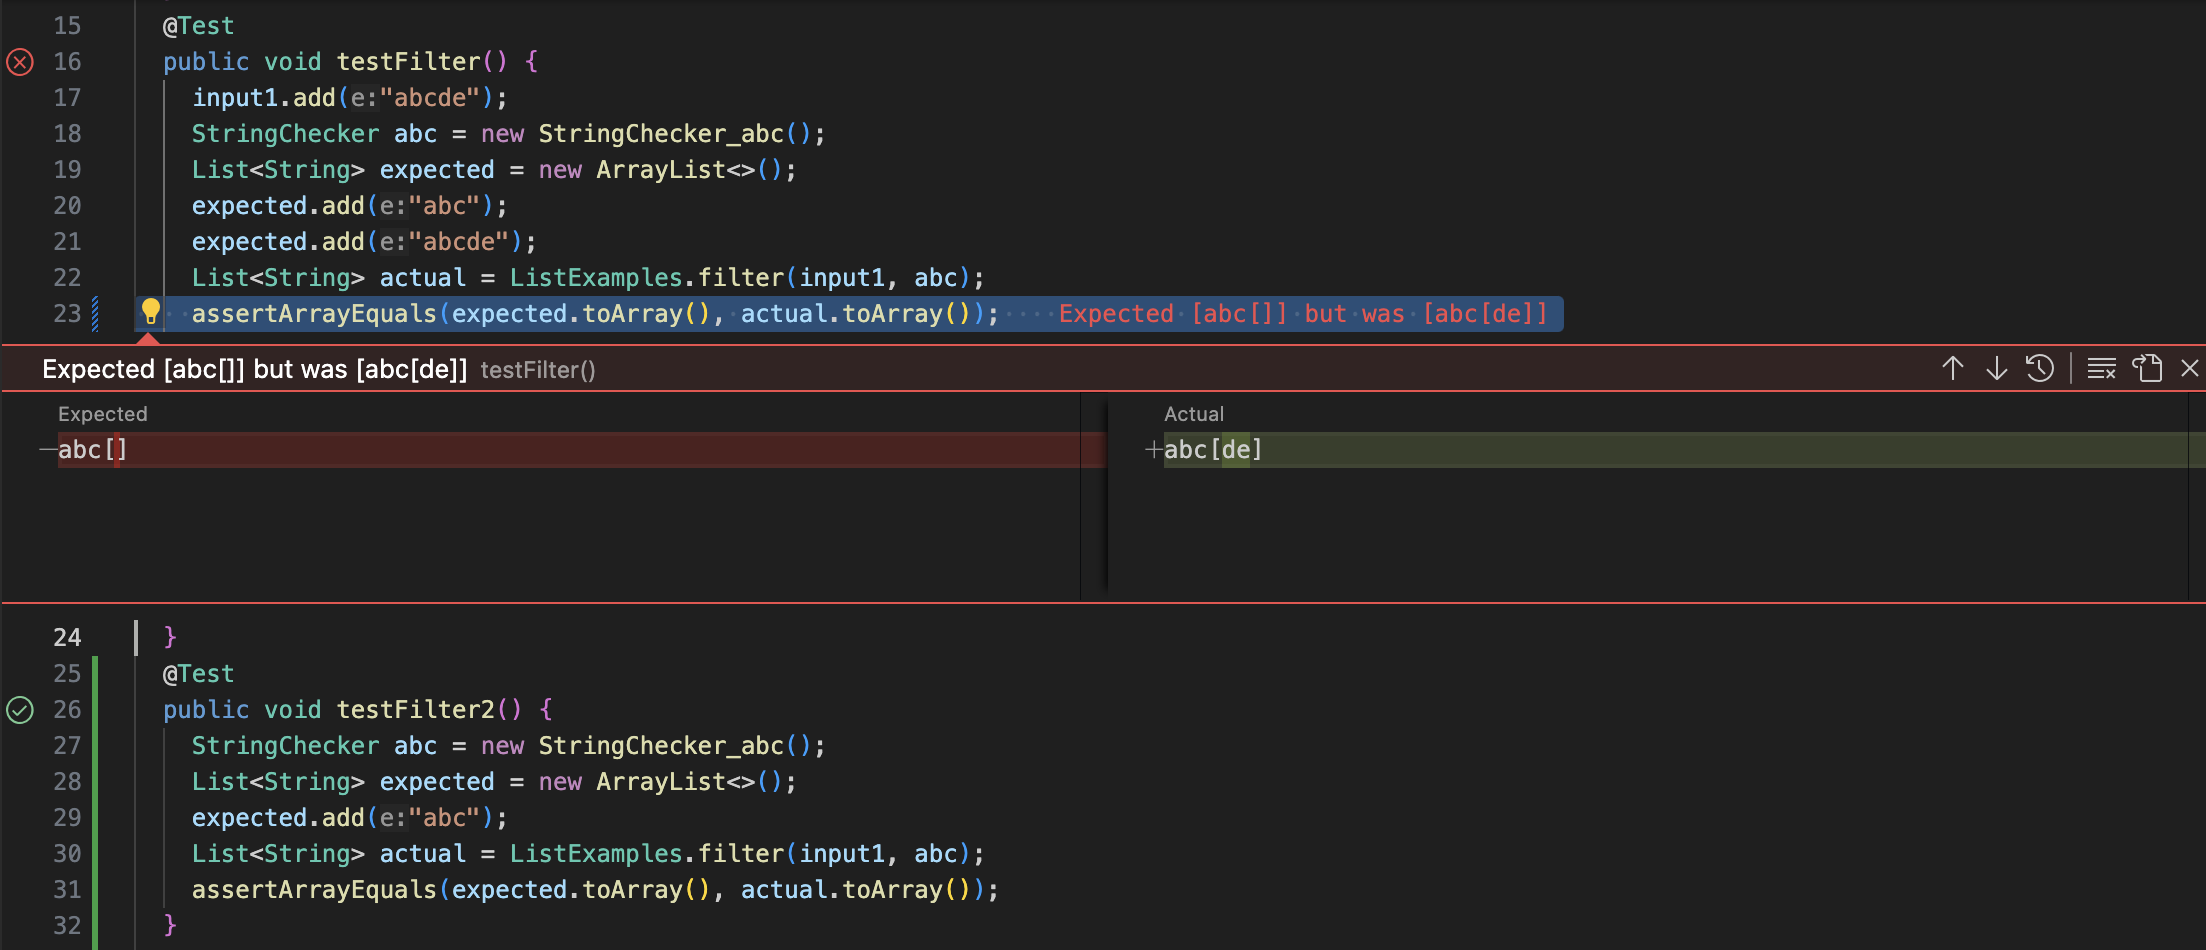 15 @Test
16 public void testFilter() {
17 input1.add(e:"abcde");
18 StringChecker abc = new StringChecker_abc();
19 List<String> expected = new ArrayList<>();
20 expected.add(e:"abc");
21 expected.add(e:"abcde");
22 List<String> actual = ListExamples.filter(input1, abc);
23 assertArrayEquals(expected.toArray(), actual.toArray()); Expected [abc[]] but was [abc[de]]
Expected [abc[]] but was [abc[de]] testFilter()
Expected
—abc[]
Actual
+abc[de]
24 }
25 @Test
26 public void testFilter2() {
27 StringChecker abc = new StringChecker_abc();
28 List<String> expected = new ArrayList<>();
29 expected.add(e:"abc");
30 List<String> actual = ListExamples.filter(input1, abc);
31 assertArrayEquals(expected.toArray(), actual.toArray());
32 }